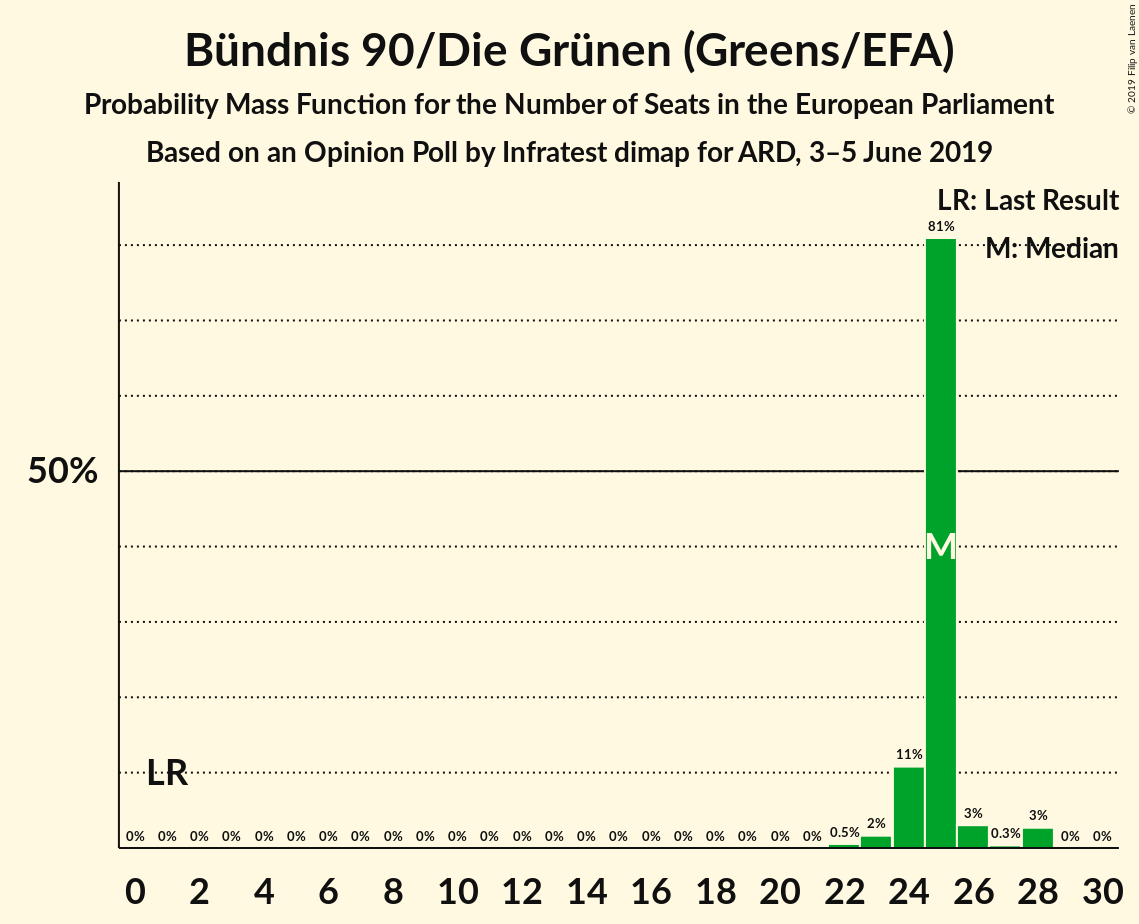 Bündnis 90/Die Grünen (Greens/EFA)
Probability Mass Function for the Number of Seats in the European Parliament
Based on an Opinion Poll by Infratest dimap for ARD, 3–5 June 2019
© 2019 Filip van Laenen
LR: Last Result
M: Median
81%
50%
M
LR
11%
0% 0% 0% 0% 0% 0% 0% 0% 0% 0% 0% 0% 0% 0% 0% 0% 0% 0% 0% 0% 0% 0% 0.5% 2% 3% 0.3% 3% 0% 0%
0 2 4 6 8 10 12 14 16 18 20 22 24 26 28 30